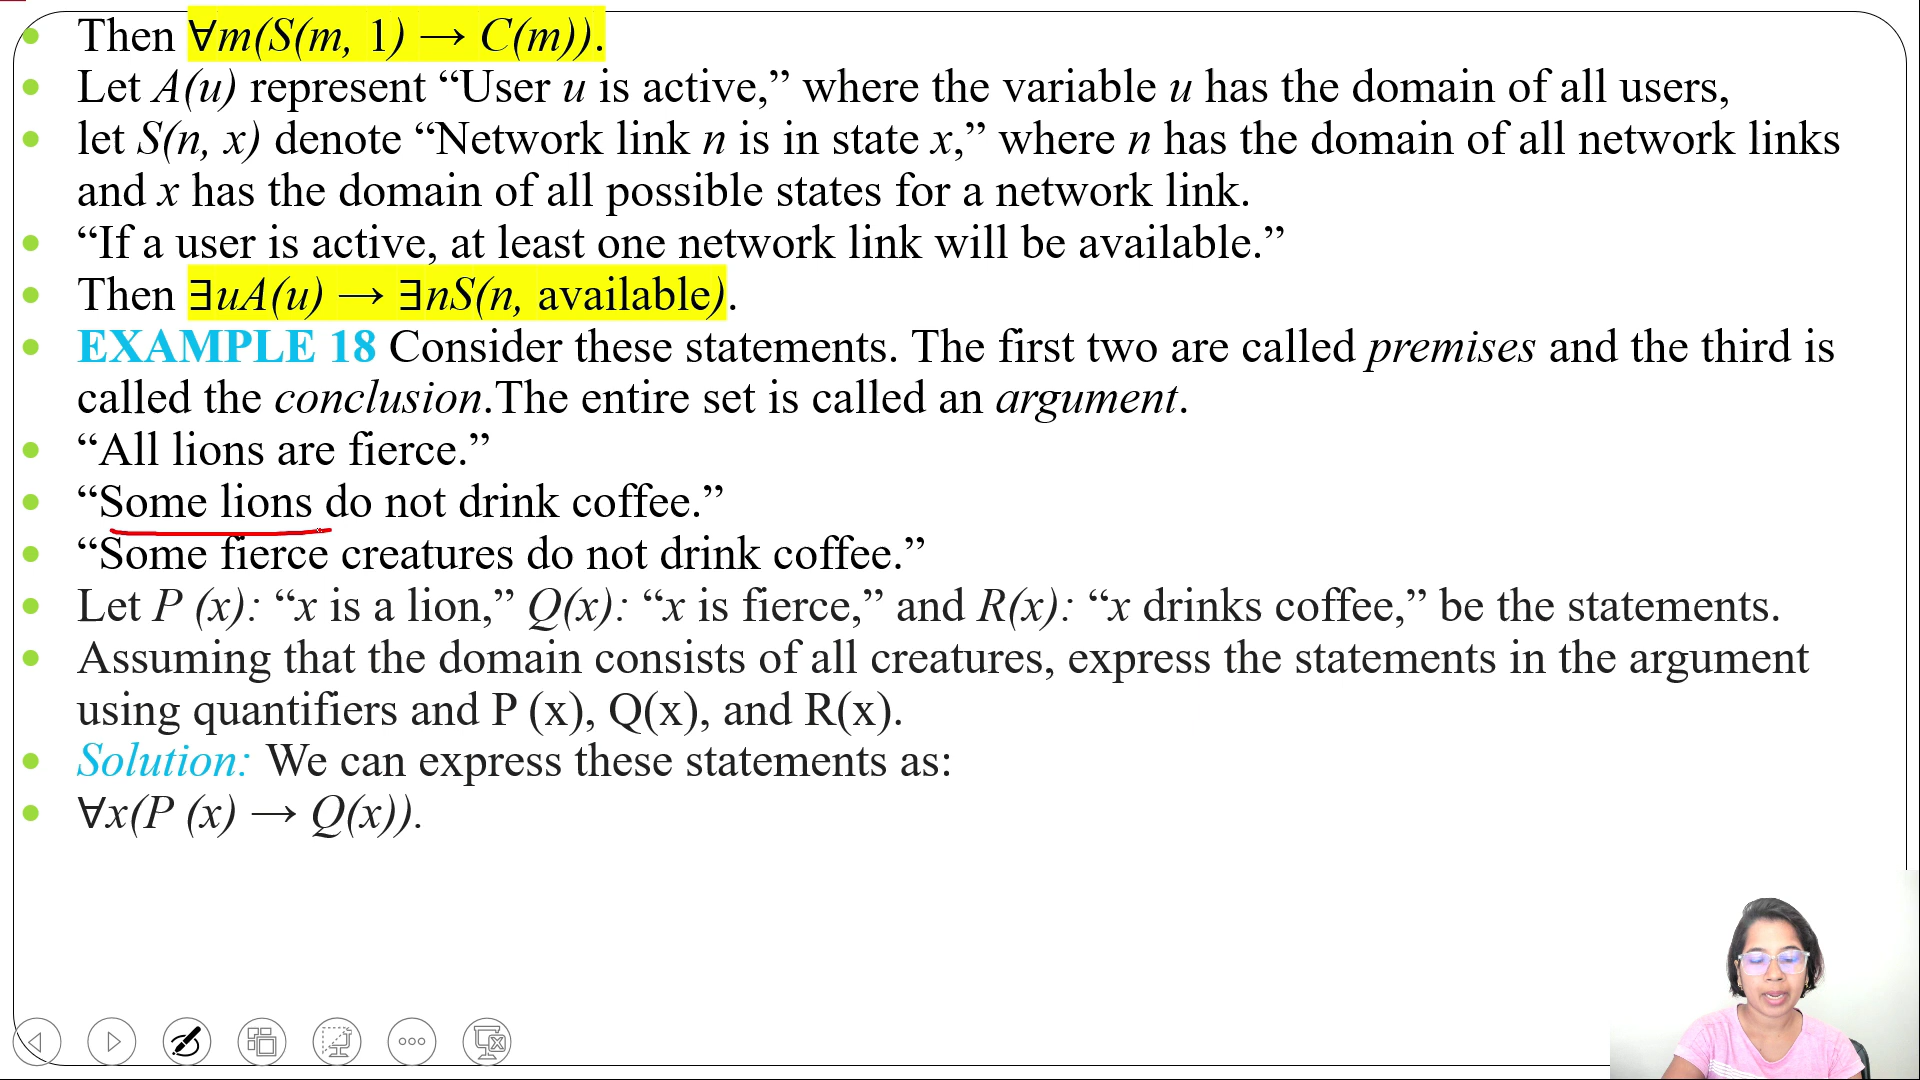 Then ∀m(S(m, 1) → C(m)).
Let A(u) represent “User u is active,” where the variable u has the domain of all users,
let S(n, x) denote “Network link n is in state x,” where n has the domain of all network links
and x has the domain of all possible states for a network link.
“If a user is active, at least one network link will be available.”
Then ∃uA(u) → ∃nS(n, available).
EXAMPLE 18 Consider these statements. The first two are called premises and the third is
called the conclusion.The entire set is called an argument.
“All lions are fierce.”
“Some lions do not drink coffee.”
“Some fierce creatures do not drink coffee.”
Let P (x): “x is a lion,” Q(x): “x is fierce,” and R(x): “x drinks coffee,” be the statements.
Assuming that the domain consists of all creatures, express the statements in the argument
using quantifiers and P (x), Q(x), and R(x).
Solution: We can express these statements as:
∀x(P (x) → Q(x)).